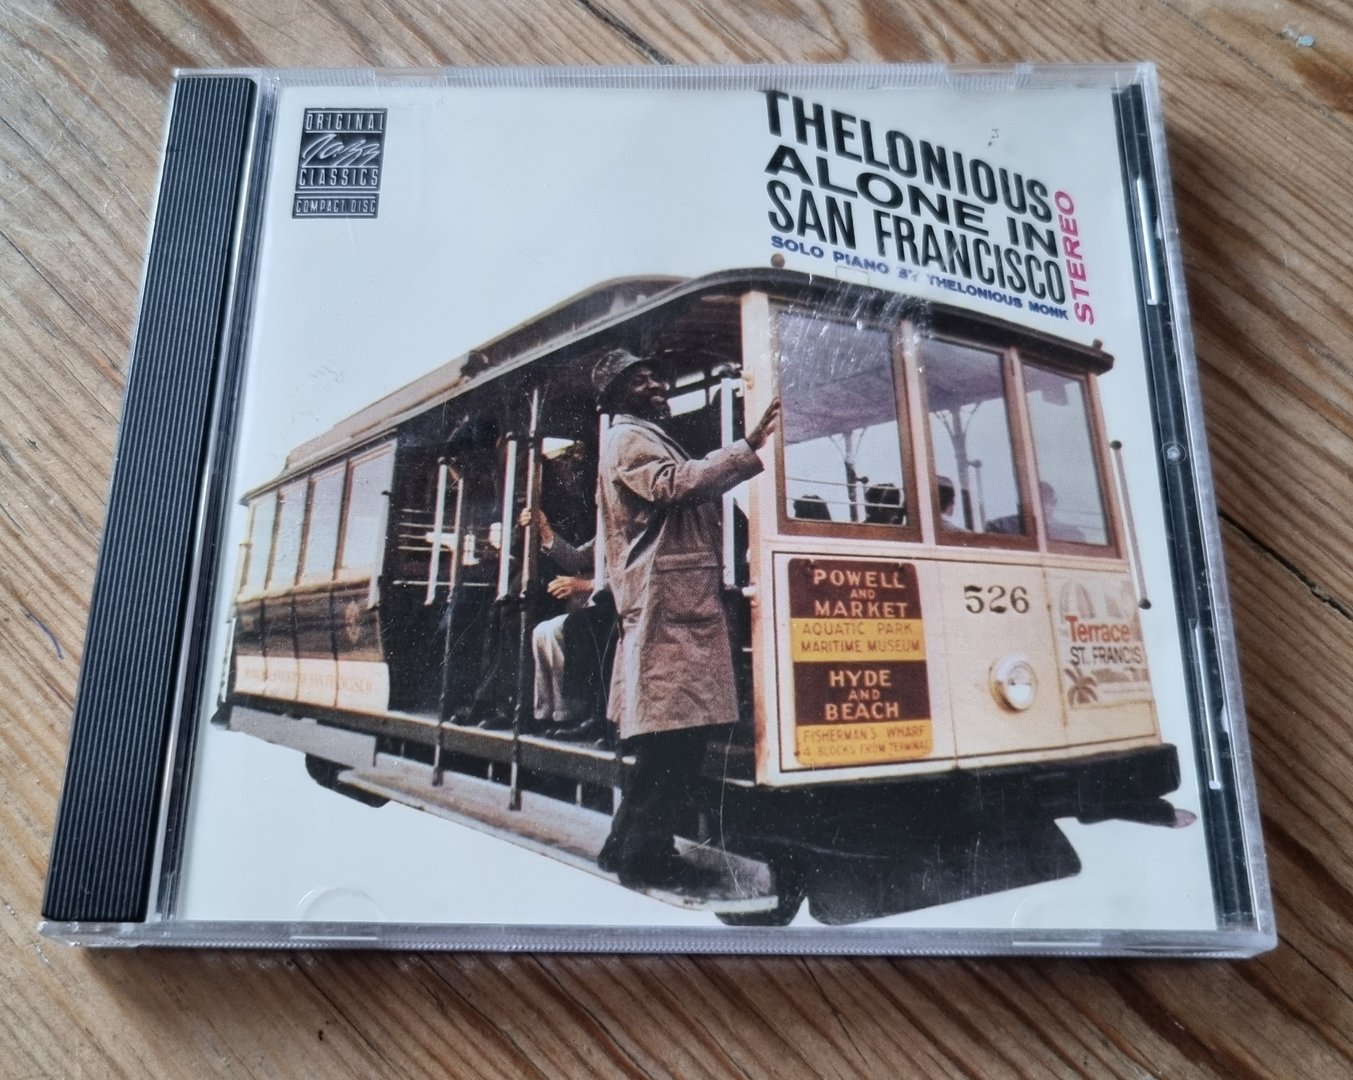 ORIGINAL
Jazz
CLASSICS
COMPACT DISC
THELONIOUS
ALONE IN
SAN FRANCISCO
SOLO PIANO BY THELONIOUS MONK
STEREO
POWELL
AND
MARKET
AQUATIC PARK
MARITIME MUSEUM
HYDE
AND
BEACH
FISHERMAN'S WHARF
4 BLOCKS FROM TERMINAL
526
Terrace
ST. FRANCIS